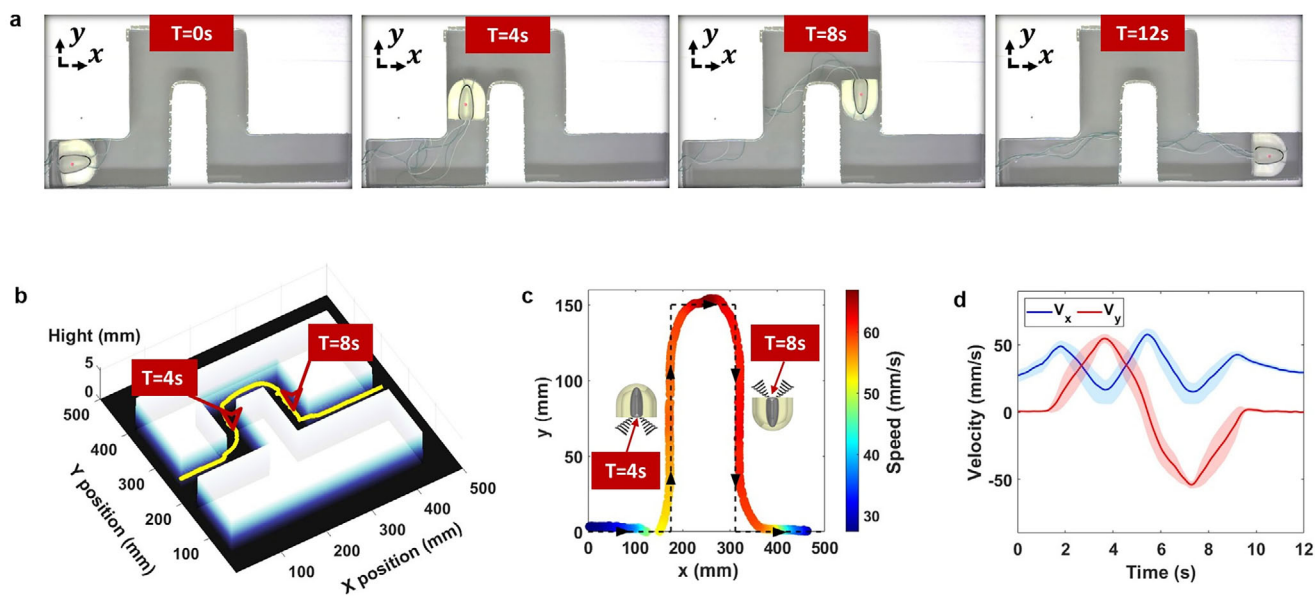 a
T=0s
y
x
T=4s
y
x
T=8s
y
x
T=12s
y
x
b
Hight (mm)
5
0
500
400
300
200
100
Y position (mm)
100
200
300
400
500
X position (mm)
T=4s
T=8s
c
150
100
50
0
y (mm)
0
100
200
300
400
500
x (mm)
T=4s
T=8s
60
50
40
30
Speed (mm/s)
d
Vx
Vy
50
0
-50
Velocity (mm/s)
0
2
4
6
8
10
12
Time (s)